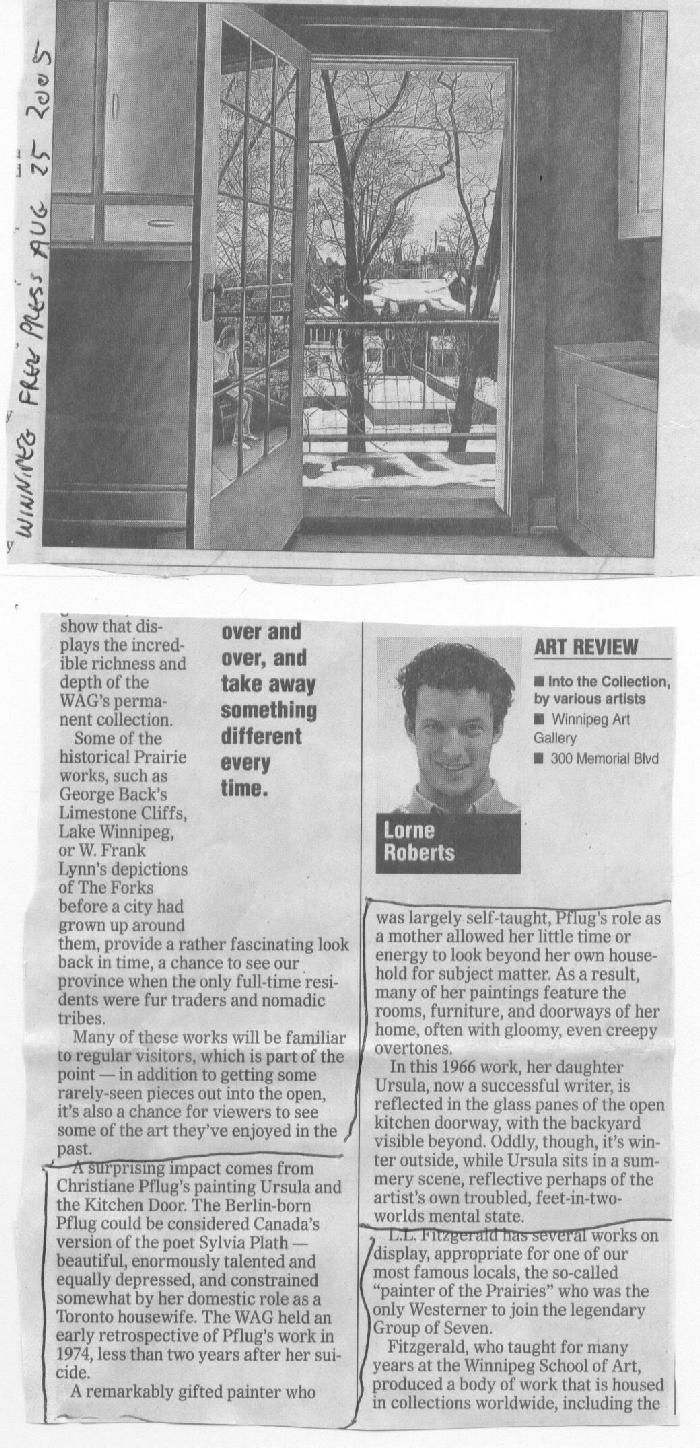 WINNIPEG FREE PRESS AUG 25 2005
show that dis-
plays the incred-
ible richness and
depth of the
WAG's perma-
nent collection.
Some of the
historical Prairie
works, such as
George Back's
Limestone Cliffs,
Lake Winnipeg,
or W. Frank
Lynn's depictions
of The Forks
before a city had
grown up around
them, provide a rather fascinating look
back in time, a chance to see our
province when the only full-time resi-
dents were fur traders and nomadic
tribes.
Many of these works will be familiar
to regular visitors, which is part of the
point — in addition to getting some
rarely-seen pieces out into the open,
it's also a chance for viewers to see
some of the art they've enjoyed in the
past.
A surprising impact comes from
Christiane Pflug's painting Ursula and
the Kitchen Door. The Berlin-born
Pflug could be considered Canada's
version of the poet Sylvia Plath —
beautiful, enormously talented and
equally depressed, and constrained
somewhat by her domestic role as a
Toronto housewife. The WAG held an
early retrospective of Pflug's work in
1974, less than two years after her sui-
cide.
A remarkably gifted painter who
over and
over, and
take away
something
different
every
time.
ART REVIEW
■ Into the Collection,
by various artists
■ Winnipeg Art
Gallery
■ 300 Memorial Blvd
Lorne
Roberts
was largely self-taught, Pflug's role as
a mother allowed her little time or
energy to look beyond her own house-
hold for subject matter. As a result,
many of her paintings feature the
rooms, furniture, and doorways of her
home, often with gloomy, even creepy
overtones.
In this 1966 work, her daughter
Ursula, now a successful writer, is
reflected in the glass panes of the open
kitchen doorway, with the backyard
visible beyond. Oddly, though, it's win-
ter outside, while Ursula sits in a sum-
mery scene, reflective perhaps of the
artist's own troubled, feet-in-two-
worlds mental state.
L.L. Fitzgerald has several works on
display, appropriate for one of our
most famous locals, the so-called
"painter of the Prairies" who was the
only Westerner to join the legendary
Group of Seven.
Fitzgerald, who taught for many
years at the Winnipeg School of Art,
produced a body of work that is housed
in collections worldwide, including the